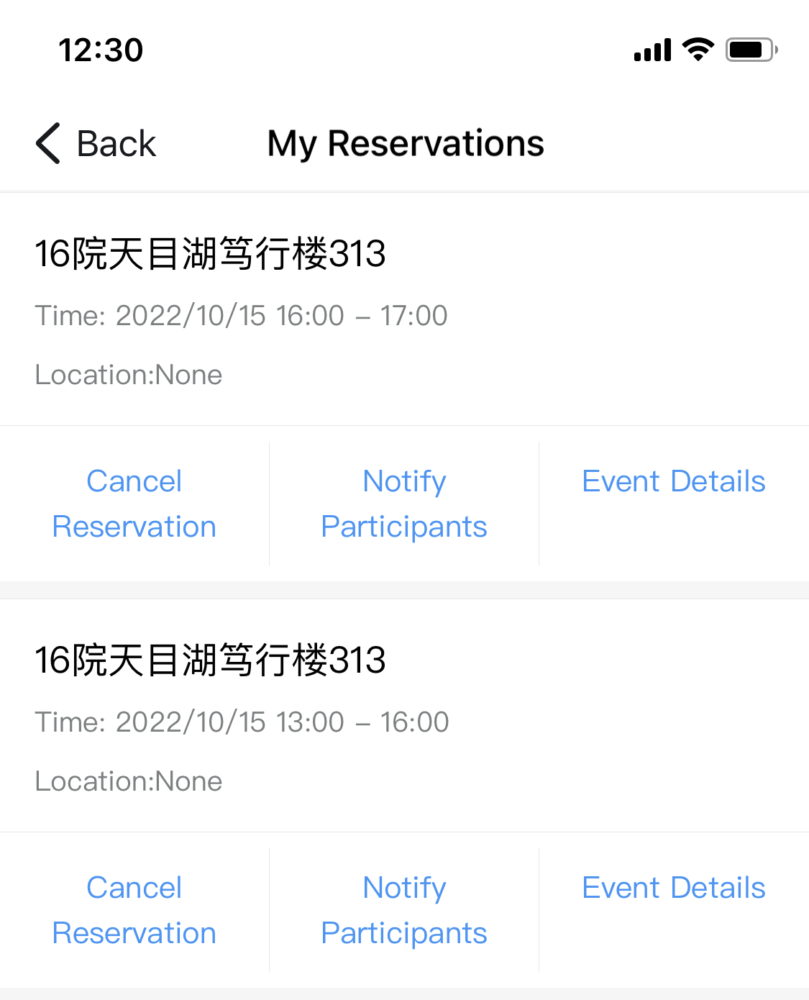 12:30
Back
My Reservations
16院天目湖笃行楼313
Time: 2022/10/15 16:00 – 17:00
Location:None
Cancel
Reservation
Notify
Participants
Event Details
16院天目湖笃行楼313
Time: 2022/10/15 13:00 – 16:00
Location:None
Cancel
Reservation
Notify
Participants
Event Details